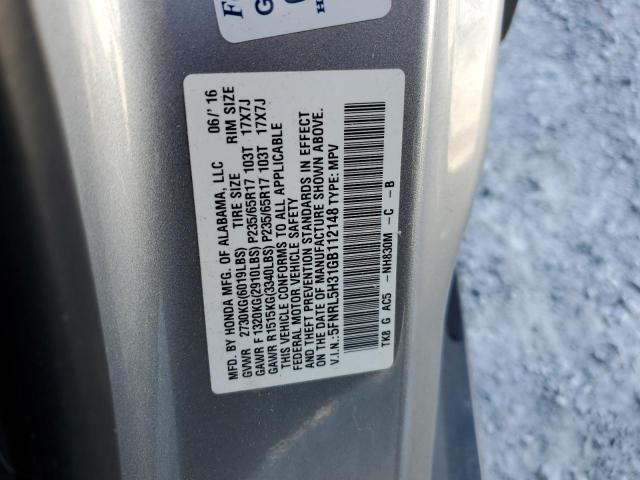 F
G
H
MFD. BY HONDA MFG. OF ALABAMA, LLC 06/'16
GVWR 2730KG(6019LBS) TIRE SIZE RIM SIZE
GAWR F 1320KG(2910LBS) P235/65R17 103T 17X7J
GAWR R1515KG(3340LBS) P235/65R17 103T 17X7J
THIS VEHICLE CONFORMS TO ALL APPLICABLE
FEDERAL MOTOR VEHICLE SAFETY
AND THEFT PREVENTION STANDARDS IN EFFECT
ON THE DATE OF MANUFACTURE SHOWN ABOVE.
V.I.N.:5FNRL5H31GB112148 TYPE: MPV
TK8 G AC5 -NH830M - C - B